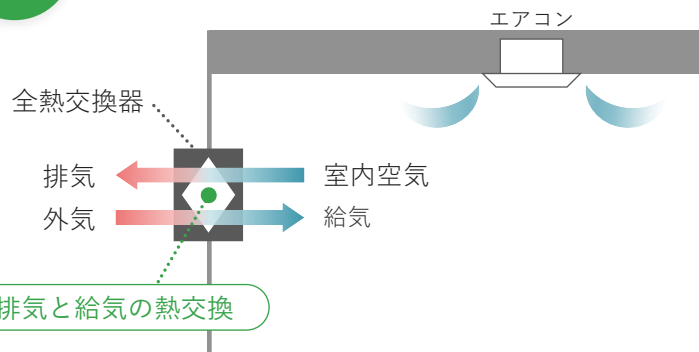 エアコン
全熱交換器
排気
室内空気
外気
給気
排気と給気の熱交換